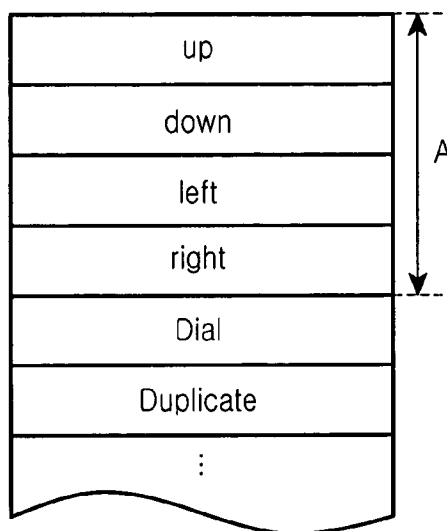 up
down
left
right
Dial
Duplicate
⋮
A